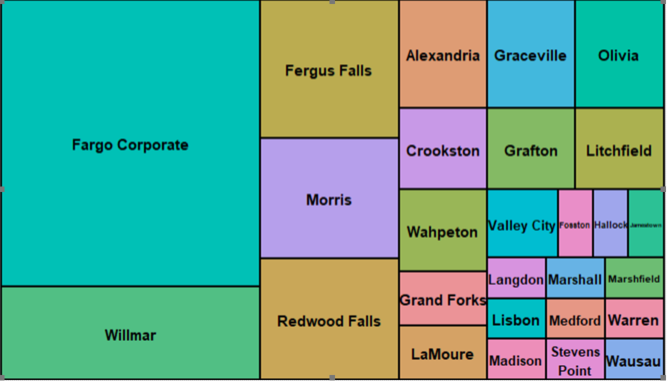 Fargo Corporate
Willmar
Fergus Falls
Morris
Redwood Falls
Alexandria
Graceville
Olivia
Crookston
Grafton
Litchfield
Wahpeton
Valley City
Fosston
Hallock
Jamestown
Grand Forks
Langdon
Marshall
Marshfield
LaMoure
Lisbon
Medford
Warren
Madison
Stevens
Point
Wausau